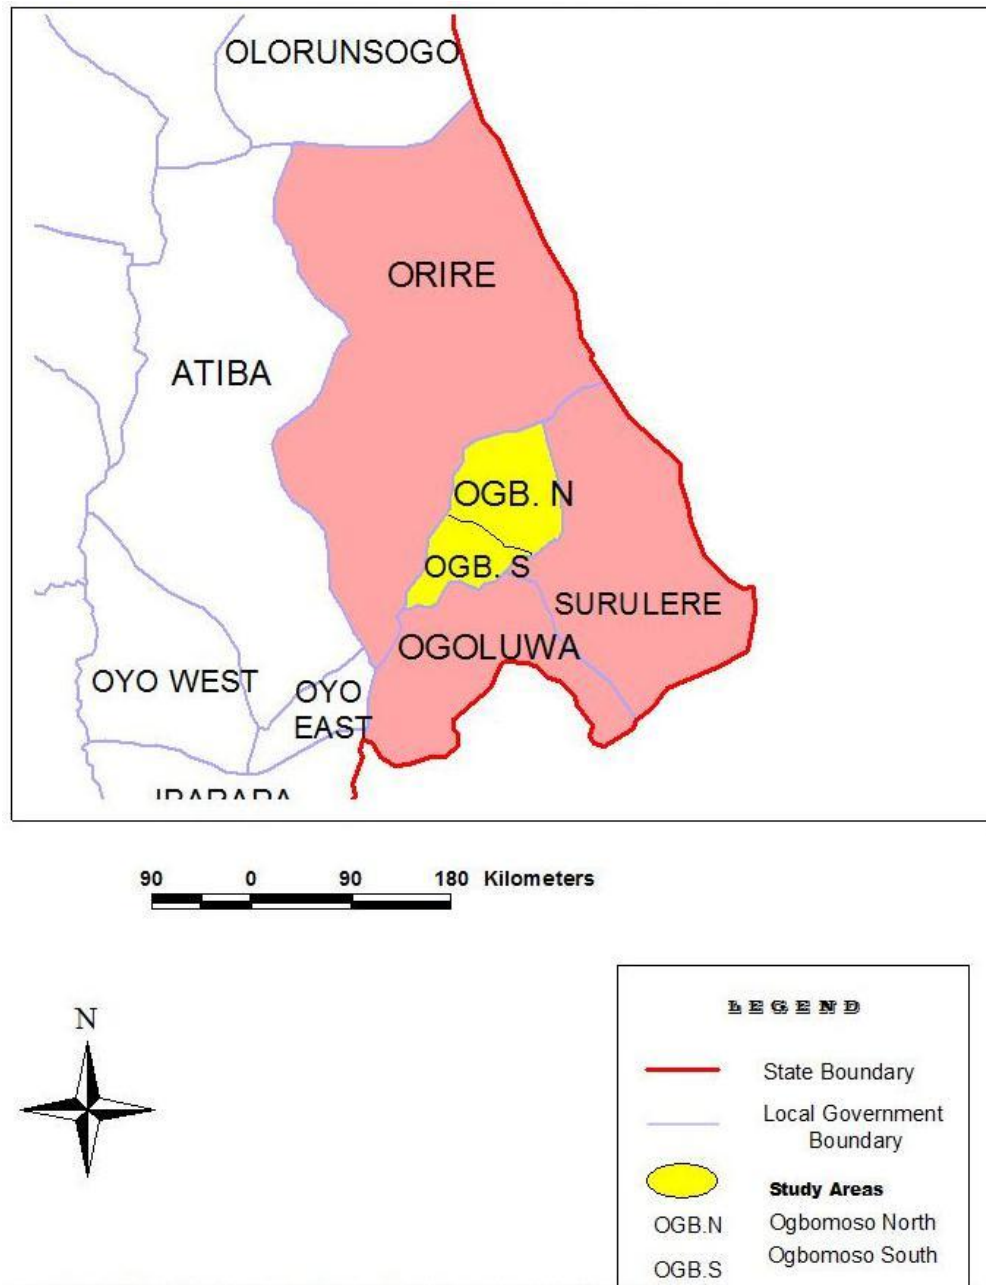 OLORUNSOGO
ORIRE
ATIBA
OGB. N
OGB. S
SURULERE
OGOLUWA
OYO WEST
OYO
EAST
90 0 90 180 Kilometers
N
LEGEND
State Boundary
Local Government
Boundary
Study Areas
OGB.N Ogbomoso North
OGB.S Ogbomoso South